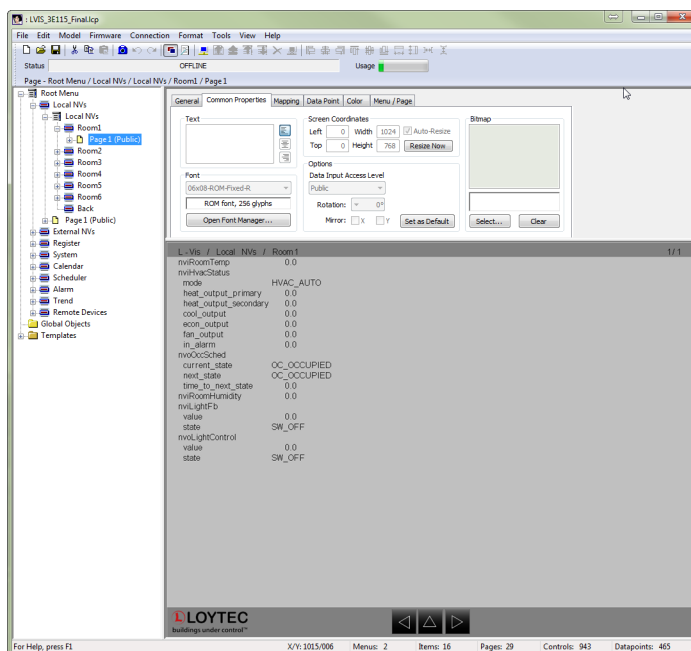 : LVIS_3E115_Final.lcp
File Edit Model Firmware Connection Format Tools View Help
Status OFFLINE Usage
Page - Root Menu / Local NVs / Local NVs / Room1 / Page 1
Root Menu
Local NVs
Local NVs
Room1
Page 1 (Public)
Room2
Room3
Room4
Room5
Room6
Back
Page 1 (Public)
External NVs
Register
System
Calendar
Scheduler
Alarm
Trend
Remote Devices
Global Objects
Templates
General Common Properties Mapping Data Point Color Menu / Page
Text
Font
06x08-ROM-Fixed-R
ROM font, 256 glyphs
Open Font Manager...
Screen Coordinates
Left 0 Width 1024 Auto-Resize
Top 0 Height 768 Resize Now
Options
Data Input Access Level
Public
Rotation: 0°
Mirror: X Y Set as Default
Bitmap
Select... Clear
L-Vis / Local NVs / Room1 1/1
nviRoomTemp 0.0
nviHvacStatus
mode HVAC_AUTO
heat_output_primary 0.0
heat_output_secondary 0.0
cool_output 0.0
econ_output 0.0
fan_output 0.0
in_alarm 0.0
nvoOccSched
current_state OC_OCCUPIED
next_state OC_OCCUPIED
time_to_next_state 0.0
nviRoomHumidity 0.0
nviLightFb
value 0.0
state SW_OFF
nvoLightControl
value 0.0
state SW_OFF
LOYTEC
buildings under control™
For Help, press F1 X/Y: 1015/006 Menus: 2 Items: 16 Pages: 29 Controls: 943 Datapoints: 465